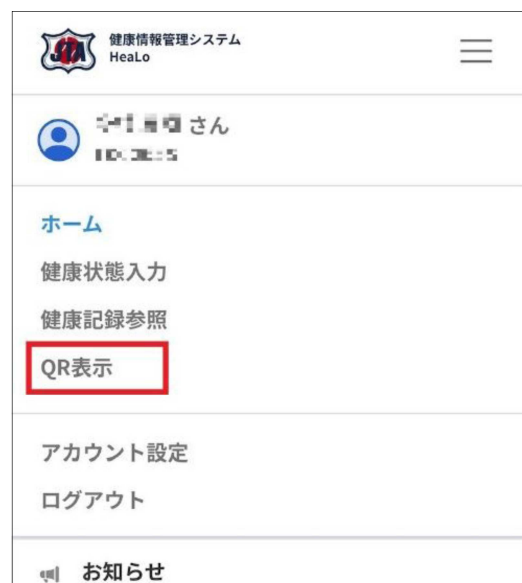 STA
健康情報管理システム
HeaLo
さん
ホーム
健康状態入力
健康記録参照
QR表示
アカウント設定
ログアウト
お知らせ